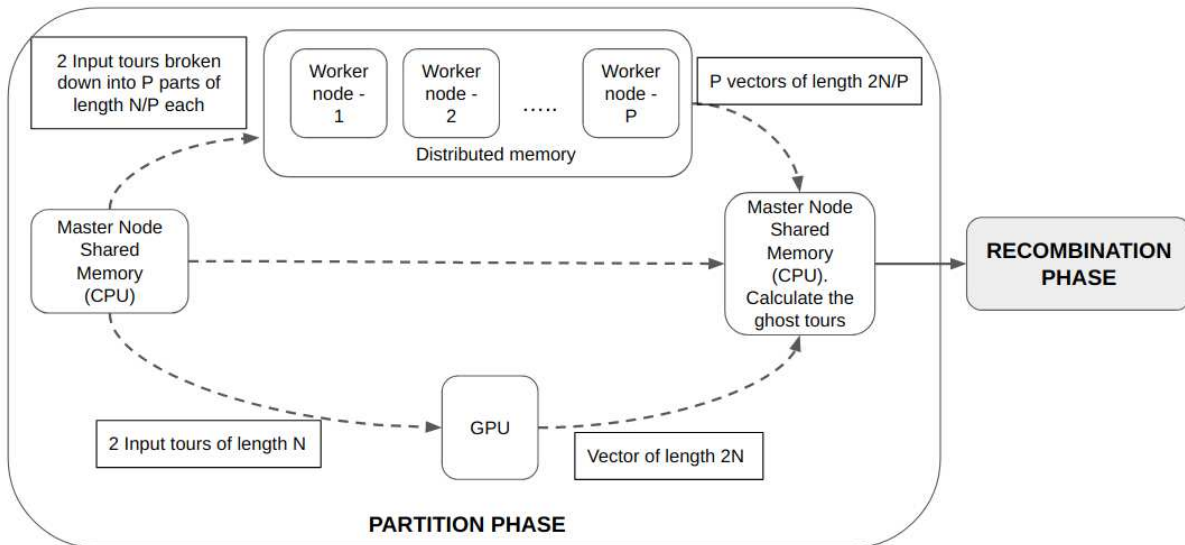 2 Input tours broken
down into P parts of
length N/P each
Worker
node -
1
Worker
node -
2
.....
Worker
node -
P
Distributed memory
P vectors of length 2N/P
Master Node
Shared
Memory
(CPU)
Master Node
Shared
Memory
(CPU).
Calculate the
ghost tours
RECOMBINATION
PHASE
2 Input tours of length N
GPU
Vector of length 2N
PARTITION PHASE